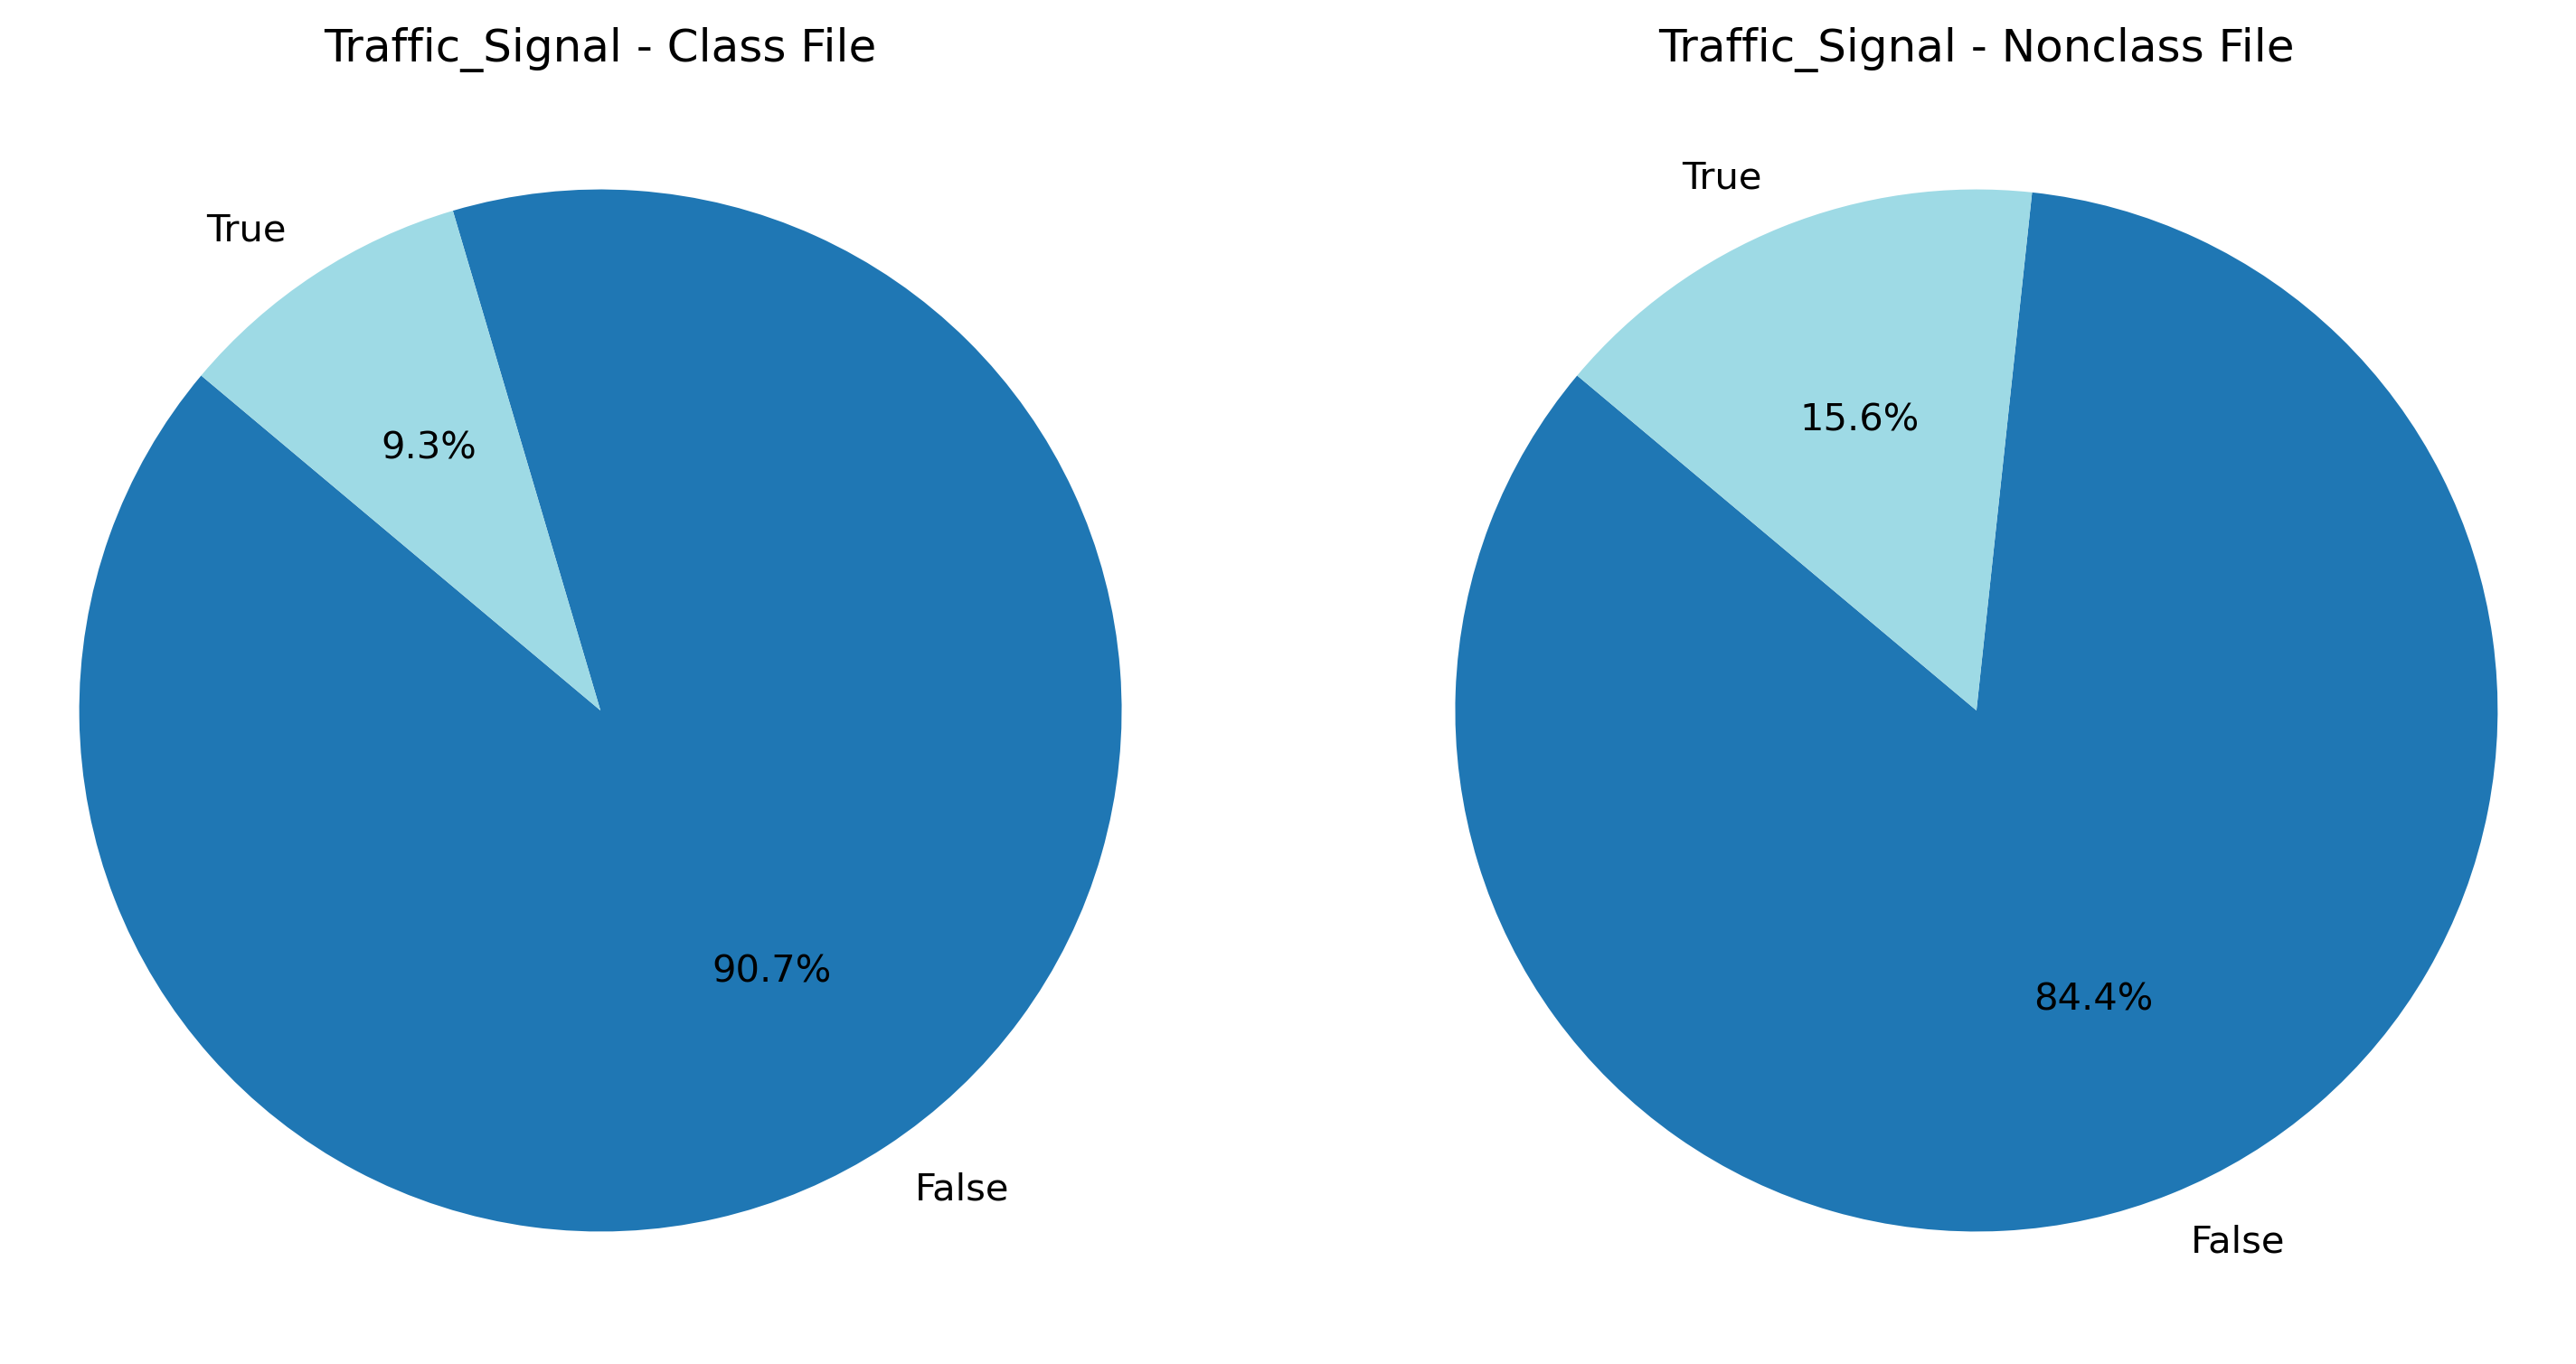 Traffic_Signal - Class File
True
9.3%
90.7%
False
Traffic_Signal - Nonclass File
True
15.6%
84.4%
False